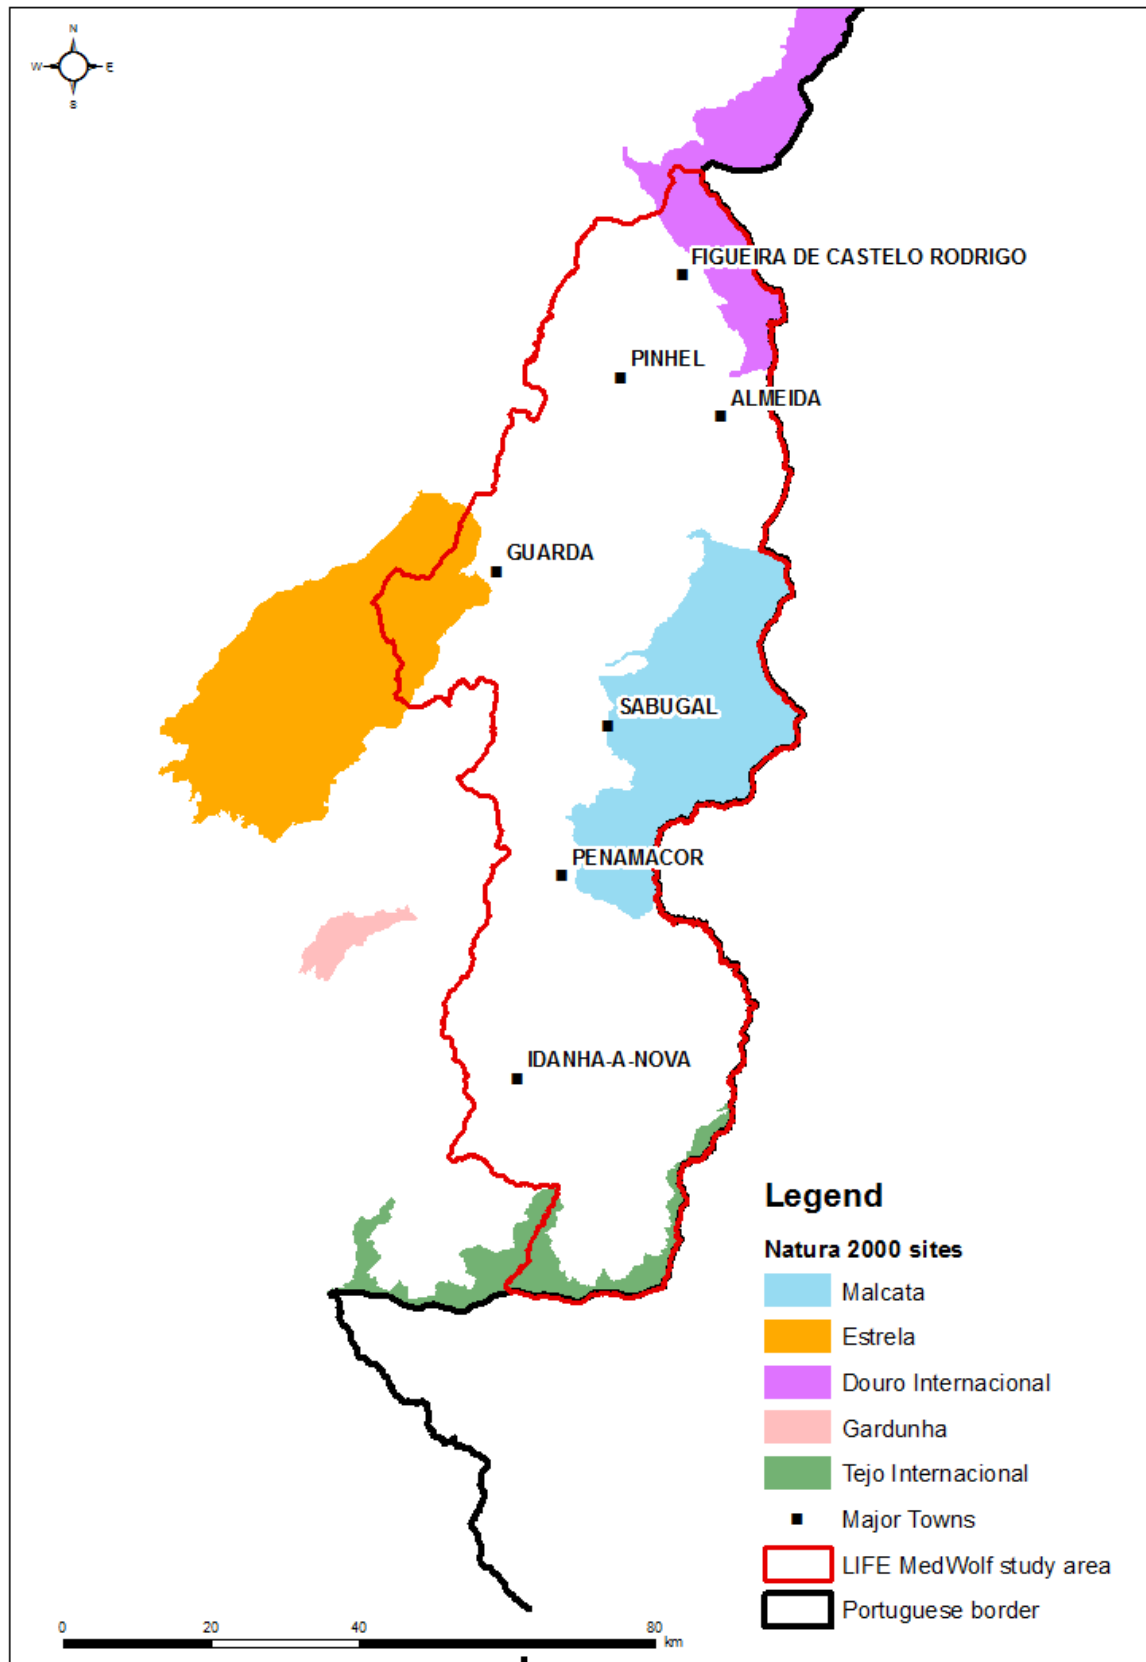 N
W E
S
FIGUEIRA DE CASTELO RODRIGO
PINHEL
ALMEIDA
GUARDA
SABUGAL
PENAMACOR
IDANHA-A-NOVA
Legend
Natura 2000 sites
Malcata
Estrela
Douro Internacional
Gardunha
Tejo Internacional
Major Towns
LIFE MedWolf study area
Portuguese border
0 20 40 80
km